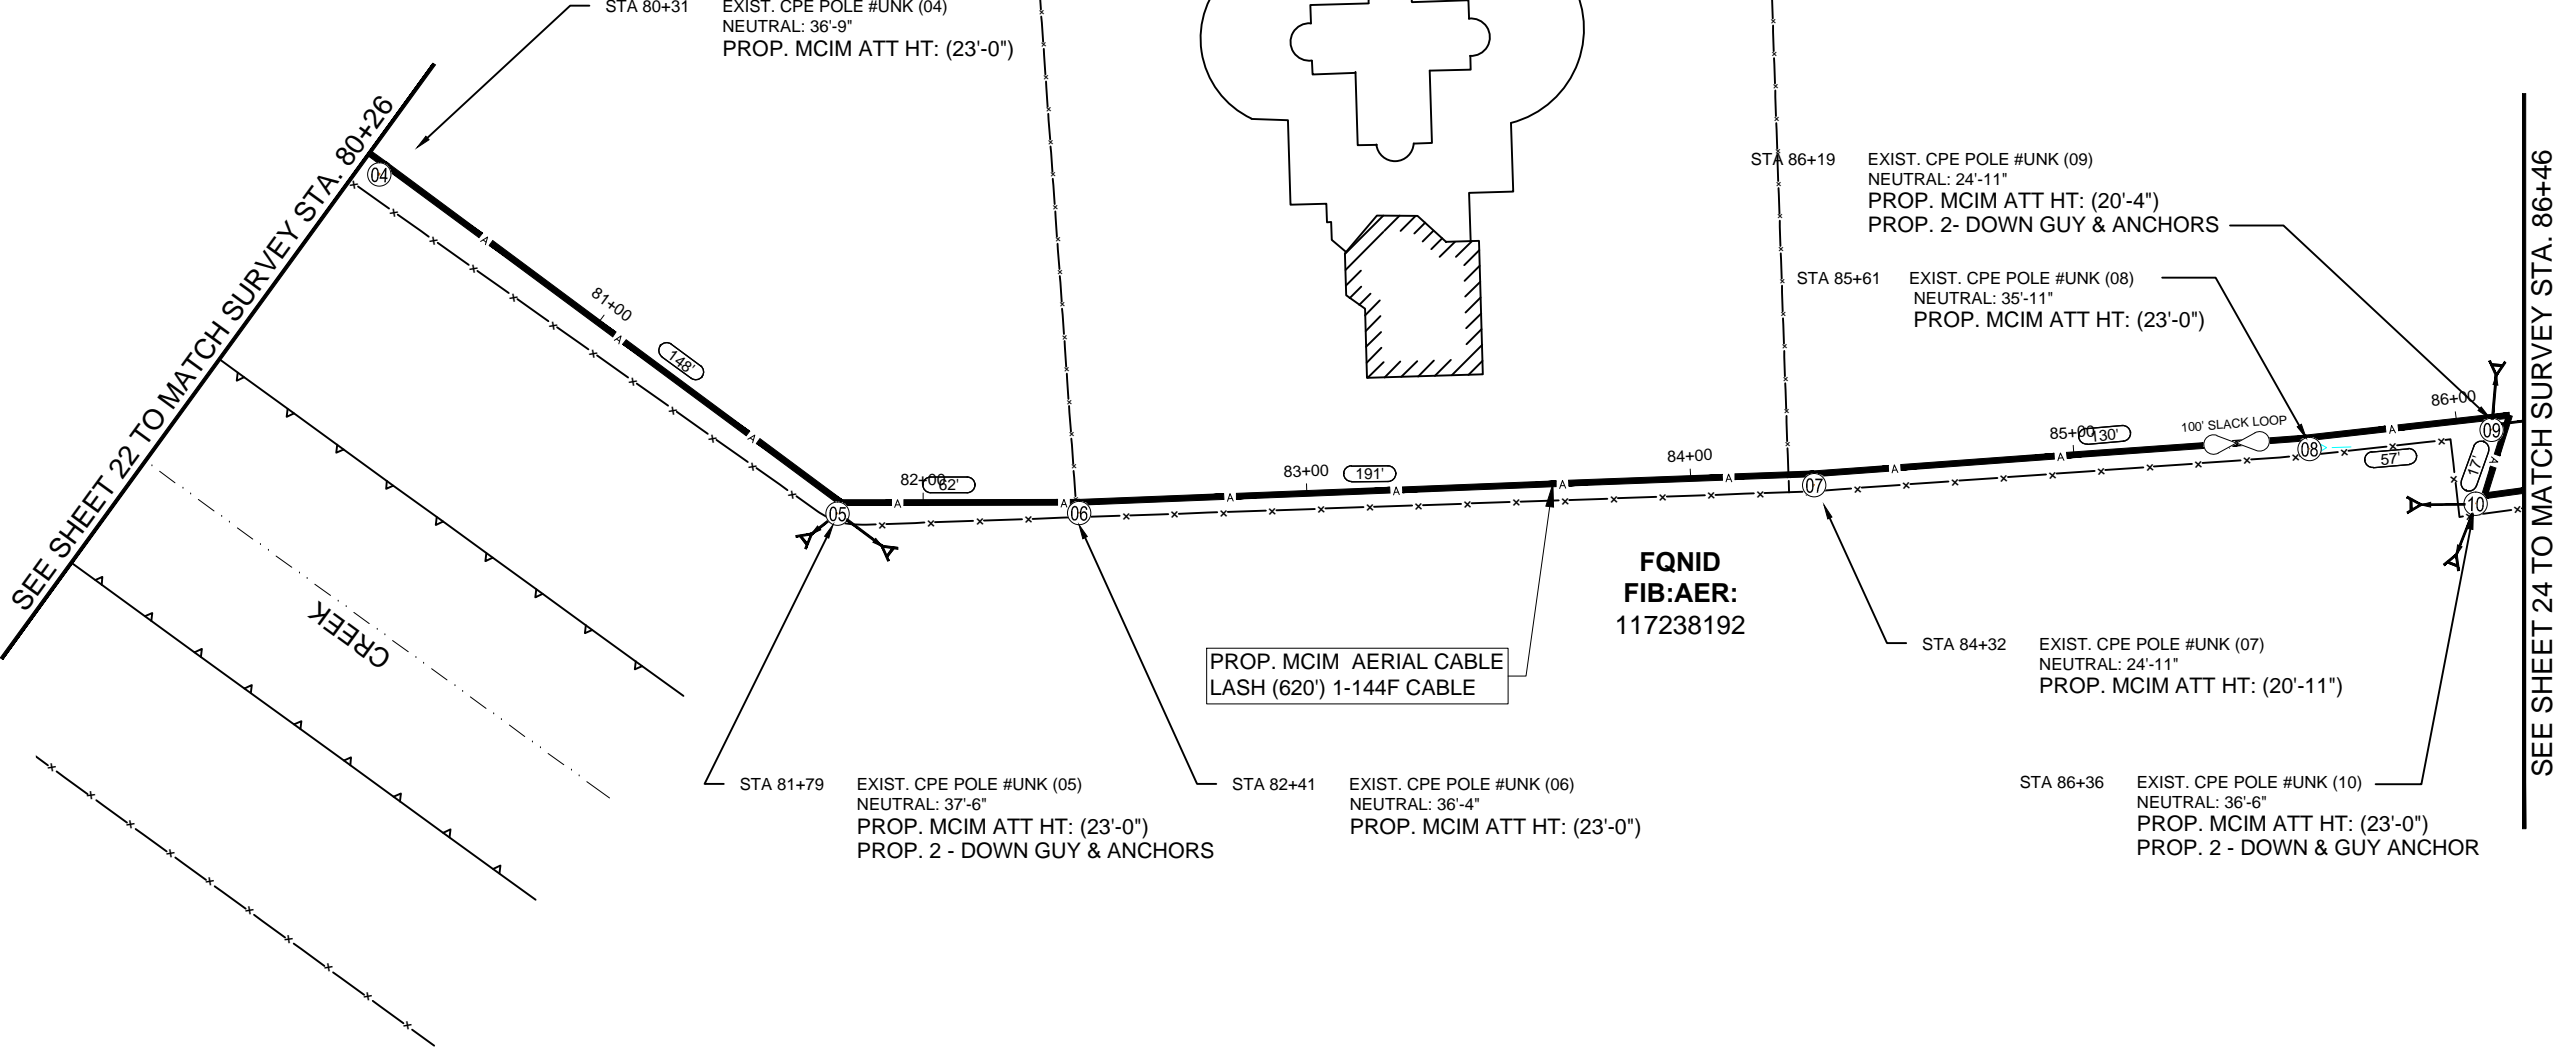 STA 80+31 EXIST. CPE POLE #UNK (04)
NEUTRAL: 36'-9"
PROP. MCIM ATT HT: (23'-0")
SEE SHEET 22 TO MATCH SURVEY STA. 80+26
04
81+00
148'
CREEK
STA 86+19 EXIST. CPE POLE #UNK (09)
NEUTRAL: 24'-11"
PROP. MCIM ATT HT: (20'-4")
PROP. 2- DOWN GUY & ANCHORS
STA 85+61 EXIST. CPE POLE #UNK (08)
NEUTRAL: 35'-11"
PROP. MCIM ATT HT: (23'-0")
SEE SHEET 24 TO MATCH SURVEY STA. 86+46
05
82+00
62'
06
83+00
191'
84+00
07
85+00
130'
100' SLACK LOOP
08
86+00
57'
09
17'
10
A
A
A
A
A
A
A
A
A
A
A
A
A
FQNID
FIB:AER:
117238192
PROP. MCIM AERIAL CABLE
LASH (620') 1-144F CABLE
STA 84+32 EXIST. CPE POLE #UNK (07)
NEUTRAL: 24'-11"
PROP. MCIM ATT HT: (20'-11")
STA 81+79 EXIST. CPE POLE #UNK (05)
NEUTRAL: 37'-6"
PROP. MCIM ATT HT: (23'-0")
PROP. 2 - DOWN GUY & ANCHORS
STA 82+41 EXIST. CPE POLE #UNK (06)
NEUTRAL: 36'-4"
PROP. MCIM ATT HT: (23'-0")
STA 86+36 EXIST. CPE POLE #UNK (10)
NEUTRAL: 36'-6"
PROP. MCIM ATT HT: (23'-0")
PROP. 2 - DOWN & GUY ANCHOR